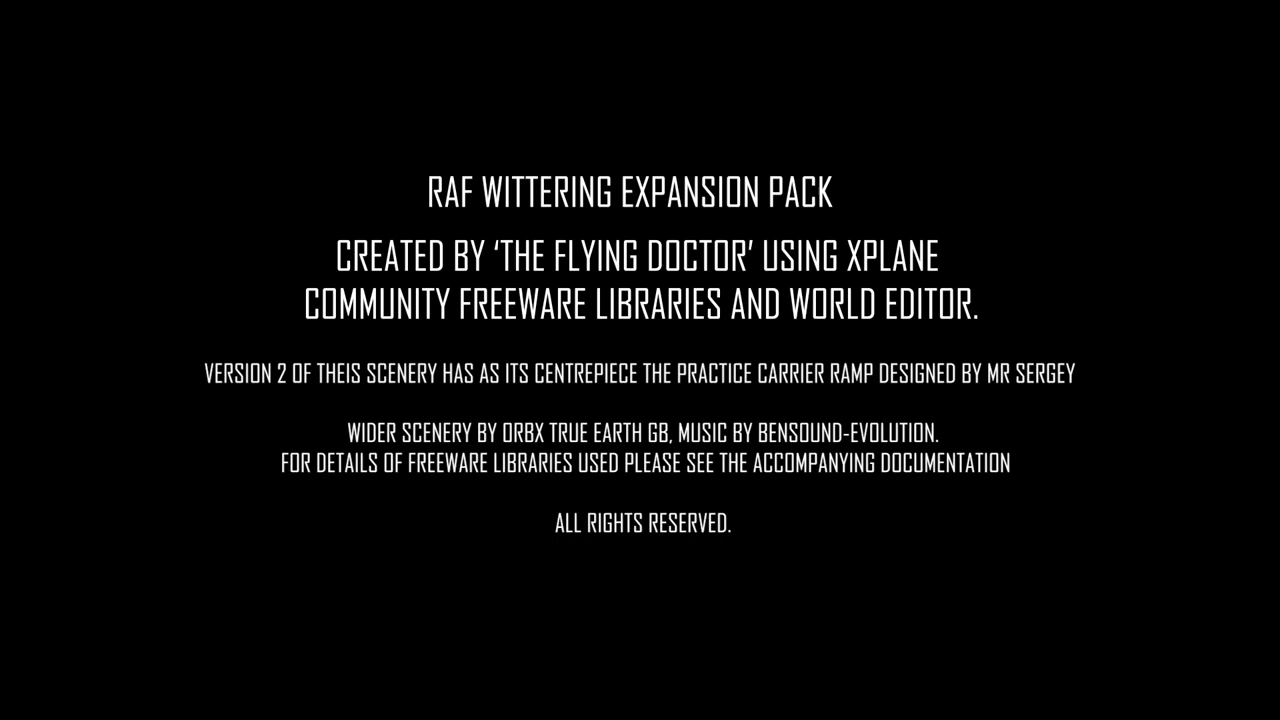 RAF WITTERING EXPANSION PACK
CREATED BY ‘THE FLYING DOCTOR’ USING XPLANE
COMMUNITY FREEWARE LIBRARIES AND WORLD EDITOR.
VERSION 2 OF THEIS SCENERY HAS AS ITS CENTREPIECE THE PRACTICE CARRIER RAMP DESIGNED BY MR SERGEY
WIDER SCENERY BY ORBX TRUE EARTH GB, MUSIC BY BENSOUND-EVOLUTION.
FOR DETAILS OF FREEWARE LIBRARIES USED PLEASE SEE THE ACCOMPANYING DOCUMENTATION
ALL RIGHTS RESERVED.